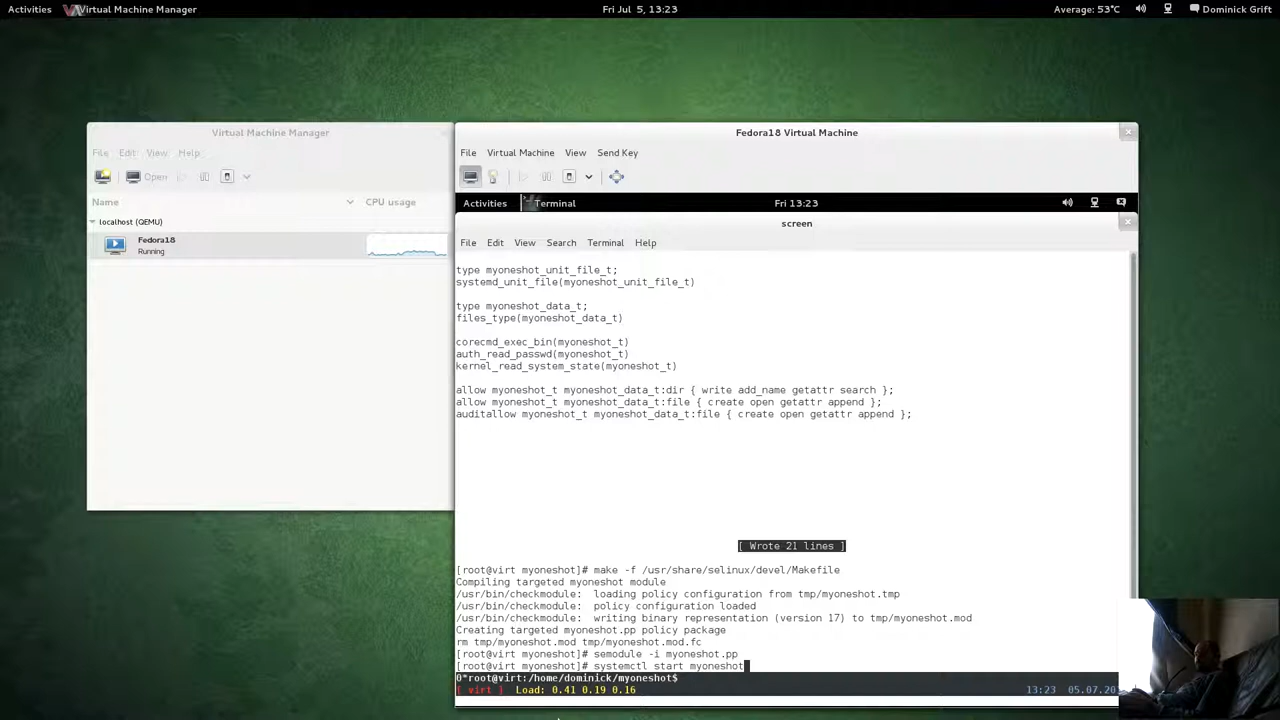 Activities Virtual Machine Manager Fri Jul 5, 13:23 Average: 53°C Dominick Grift
Virtual Machine Manager
File Edit View Help
Open
Name CPU usage
localhost (QEMU)
Fedora18
Running
Fedora18 Virtual Machine
File Virtual Machine View Send Key
Activities Terminal Fri 13:23
screen
File Edit View Search Terminal Help
type myoneshot_unit_file_t;
systemd_unit_file(myoneshot_unit_file_t)
type myoneshot_data_t;
files_type(myoneshot_data_t)
corecmd_exec_bin(myoneshot_t)
auth_read_passwd(myoneshot_t)
kernel_read_system_state(myoneshot_t)
allow myoneshot_t myoneshot_data_t:dir { write add_name getattr search };
allow myoneshot_t myoneshot_data_t:file { create open getattr append };
auditallow myoneshot_t myoneshot_data_t:file { create open getattr append };
[ Wrote 21 lines ]
[root@virt myoneshot]# make -f /usr/share/selinux/devel/Makefile
Compiling targeted myoneshot module
/usr/bin/checkmodule:  loading policy configuration from tmp/myoneshot.tmp
/usr/bin/checkmodule:  policy configuration loaded
/usr/bin/checkmodule:  writing binary representation (version 17) to tmp/myoneshot.mod
Creating targeted myoneshot.pp policy package
rm tmp/myoneshot.mod tmp/myoneshot.mod.fc
[root@virt myoneshot]# semodule -i myoneshot.pp
[root@virt myoneshot]# systemctl start myoneshot
0*root@virt:/home/dominick/myoneshot$
[ virt ] Load: 0.41 0.19 0.16 13:23 05.07.20